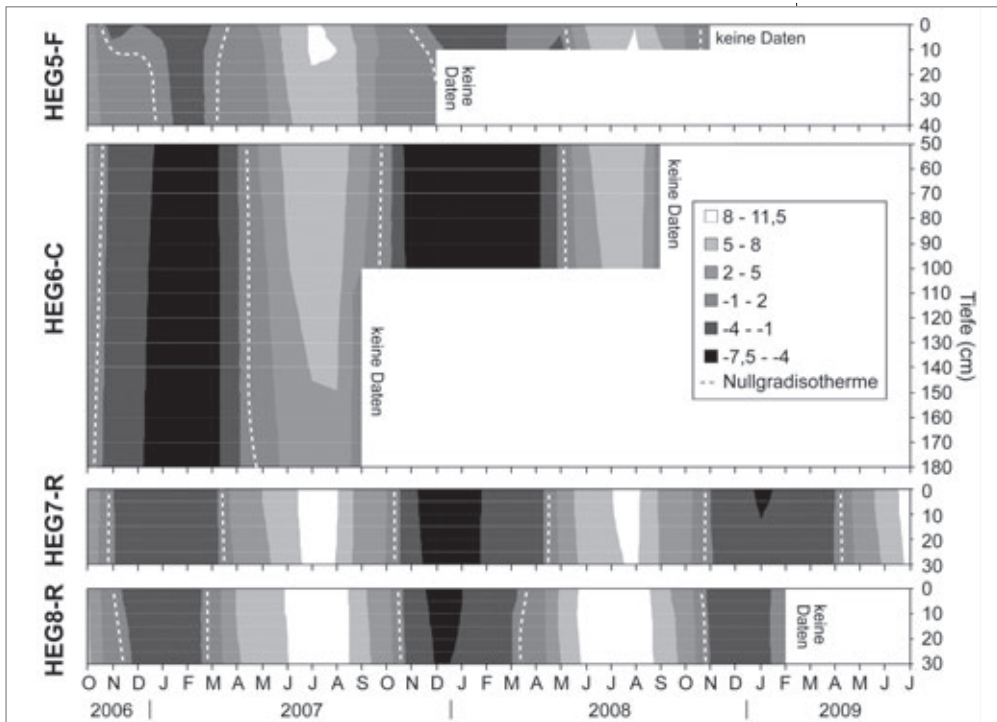 HEG5-F
keine Daten
keine Daten
0
10
20
30
40
HEG6-C
keine Daten
keine Daten
50
60
70
80
90
100
110
120
130
140
150
160
170
180
Tiefe (cm)
8 - 11,5
5 - 8
2 - 5
-1 - 2
-4 - -1
-7,5 - -4
Nullgradisotherme
HEG7-R
0
10
20
30
HEG8-R
keine Daten
0
10
20
30
O N D J F M A M J J A S O N D J F M A M J J A S O N D J F M A M J J
2006 2007 2008 2009